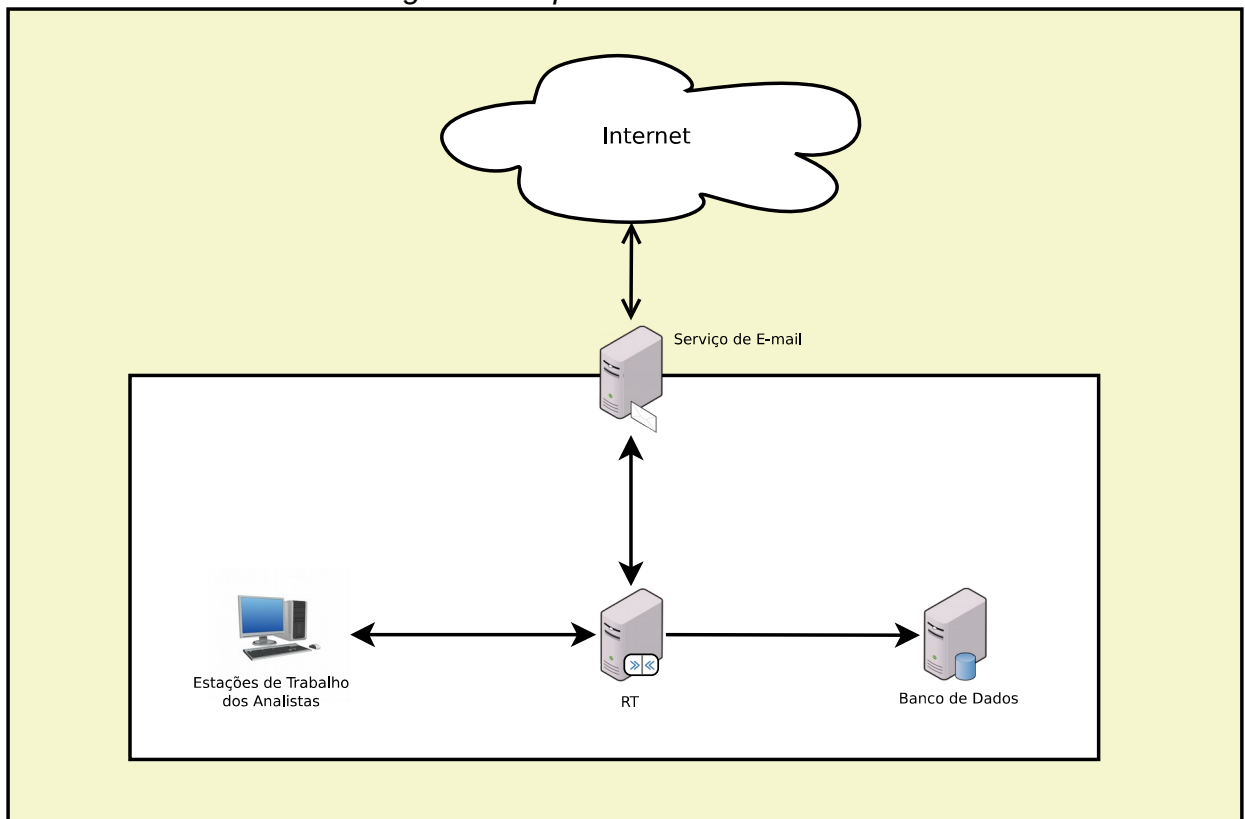 Internet
Serviço de E-mail
Estações de Trabalho
dos Analistas
RT
Banco de Dados